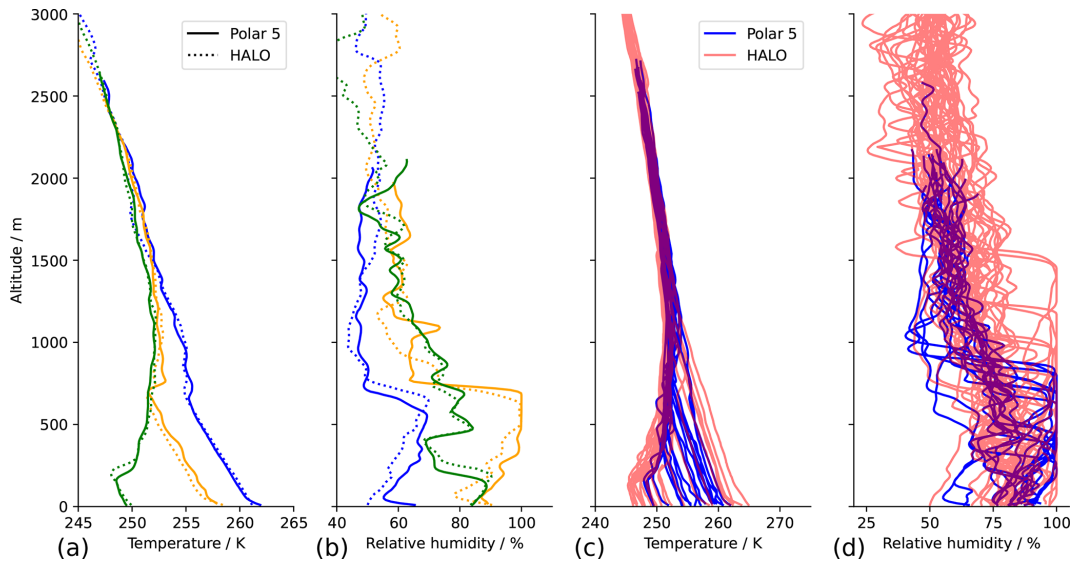 3000
2500
2000
1500
1000
500
0
Altitude / m
245 250 255 260 265
(a) Temperature / K
Polar 5
HALO
40 60 80 100
(b) Relative humidity / %
240 250 260 270
(c) Temperature / K
Polar 5
HALO
25 50 75 100
(d) Relative humidity / %